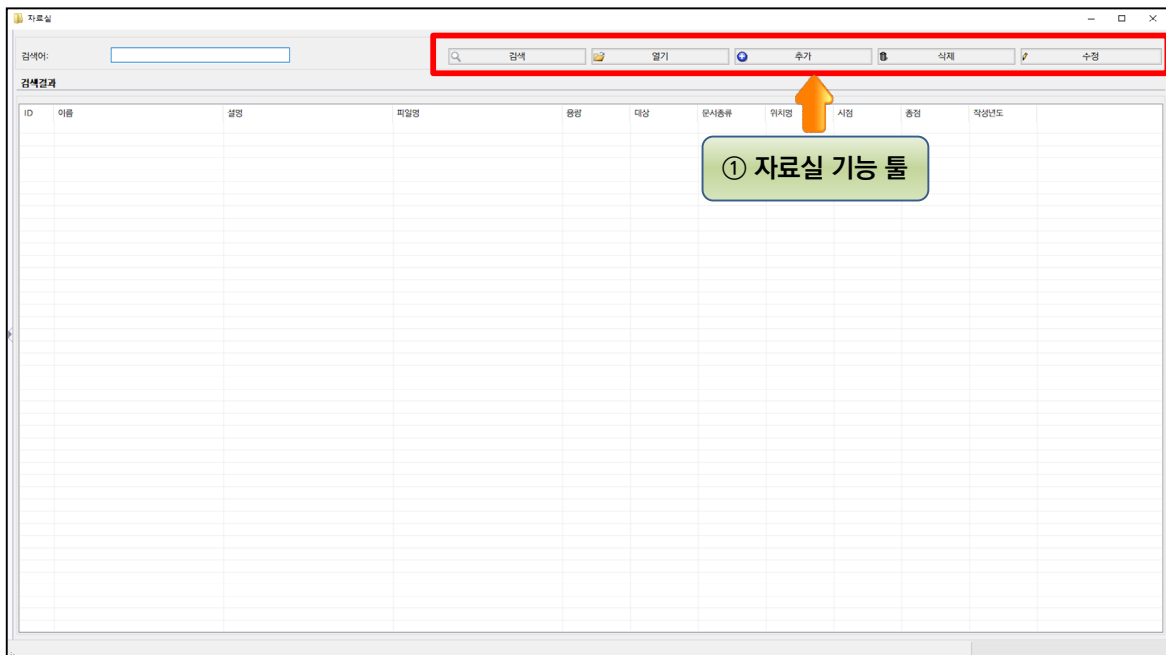 자료실
검색어:
검색 열기 추가 삭제 수정
검색결과
ID 이름 설명 파일명 용량 대상 문서종류 위치명 시점 종점 작성년도
① 자료실 기능 툴